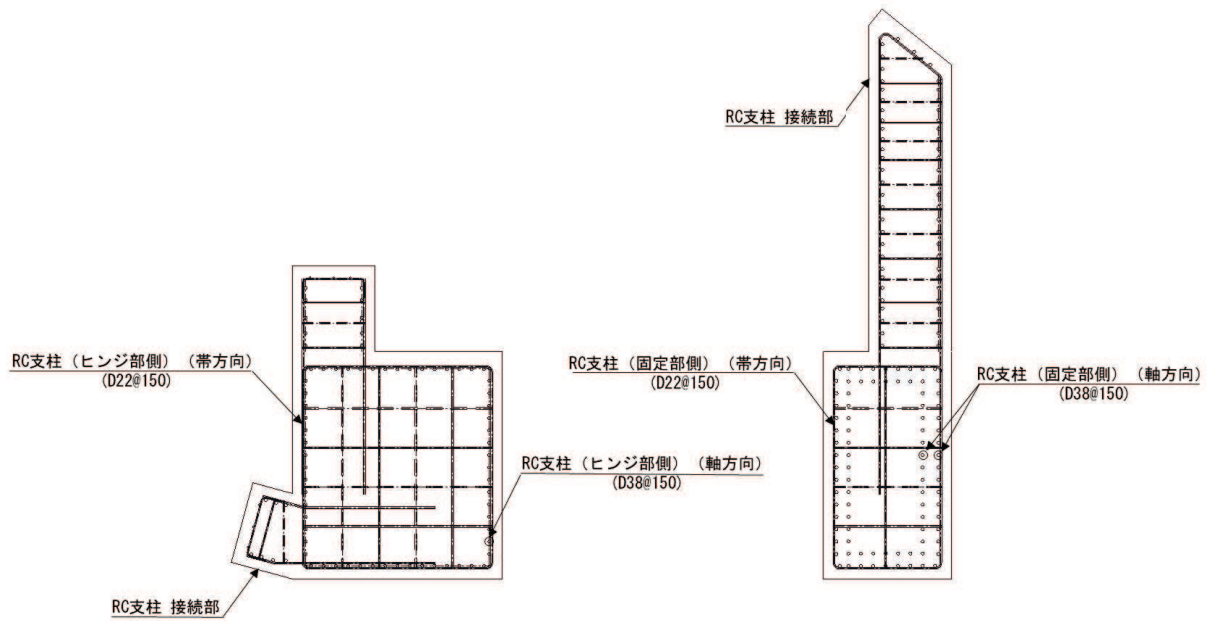 RC支柱 接続部
RC支柱（ヒンジ部側）（帯方向）
(D22@150)
RC支柱（固定部側）（帯方向）
(D22@150)
RC支柱（固定部側）（軸方向）
(D38@150)
RC支柱（ヒンジ部側）（軸方向）
(D38@150)
RC支柱 接続部